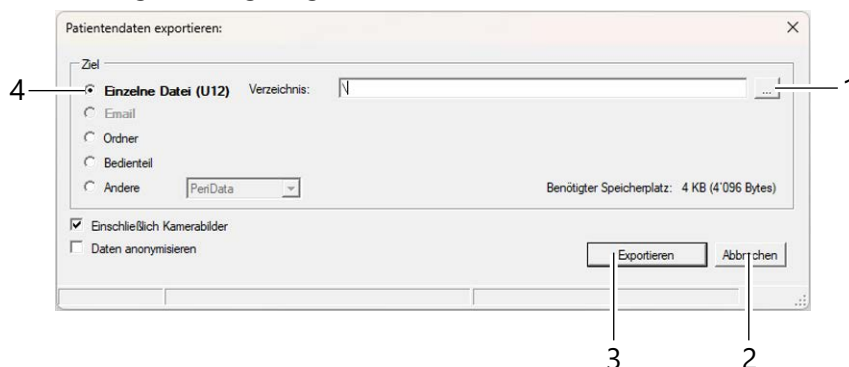 Patientendaten exportieren:
Ziel
4
Einzelne Datei (U12) Verzeichnis: \ ... 1
Email
Ordner
Bedienteil
Andere PeriData Benötigter Speicherplatz: 4 KB (4'096 Bytes)
Einschließlich Kamerabilder
Daten anonymisieren
Exportieren Abbrechen
3 2